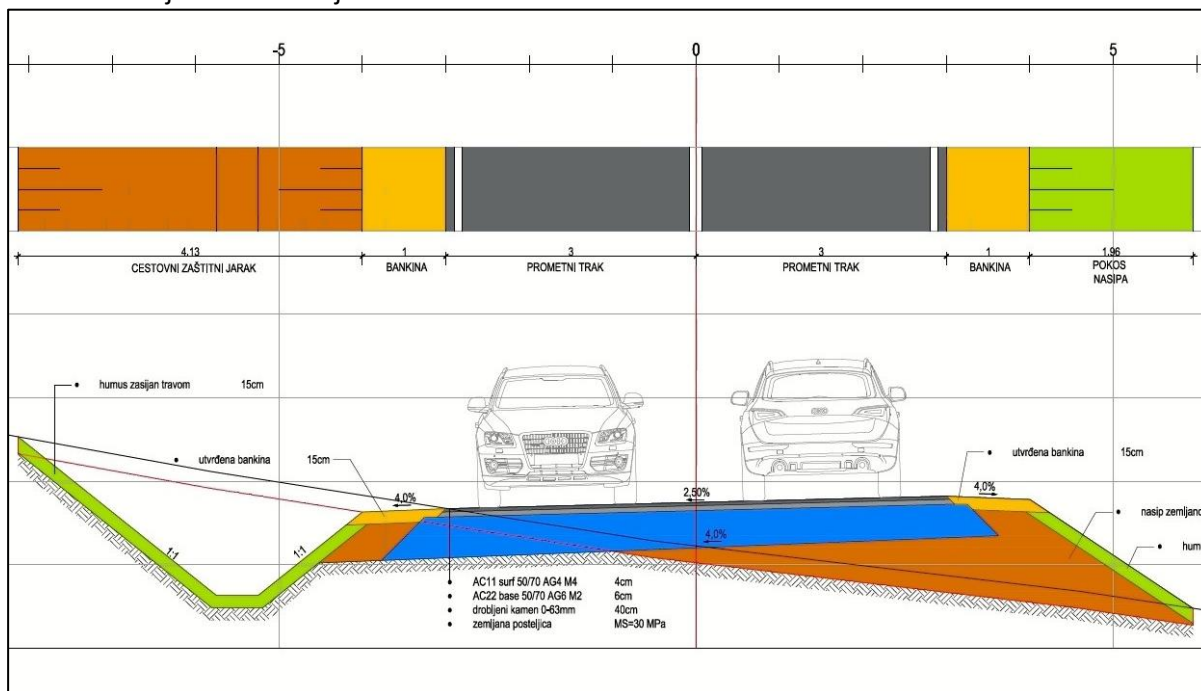 -5 0 5
4.13 1 3 3 1 1.96
CESTOVNI ZAŠTITNI JARAK BANKINA PROMETNI TRAK PROMETNI TRAK BANKINA POKOS
NASIPA
humus zasijan travom 15cm
utvrđena bankina 15cm
utvrđena bankina 15cm
4,0% 2,50% 4,0%
nasip zemljano
4,0%
hum
1:1 1:1
AC11 surf 50/70 AG4 M4 4cm
AC22 base 50/70 AG6 M2 6cm
drobljeni kamen 0-63mm 40cm
zemljana posteljica MS=30 MPa